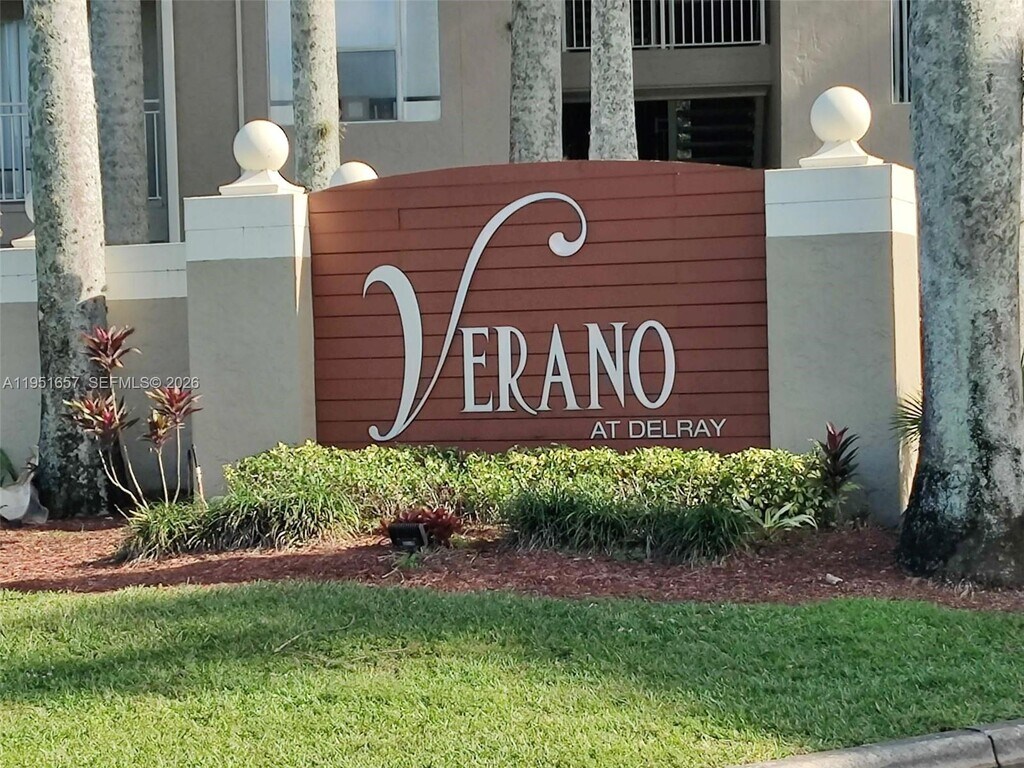 VERANO
AT DELRAY
A11951657 SEFMLS© 2026